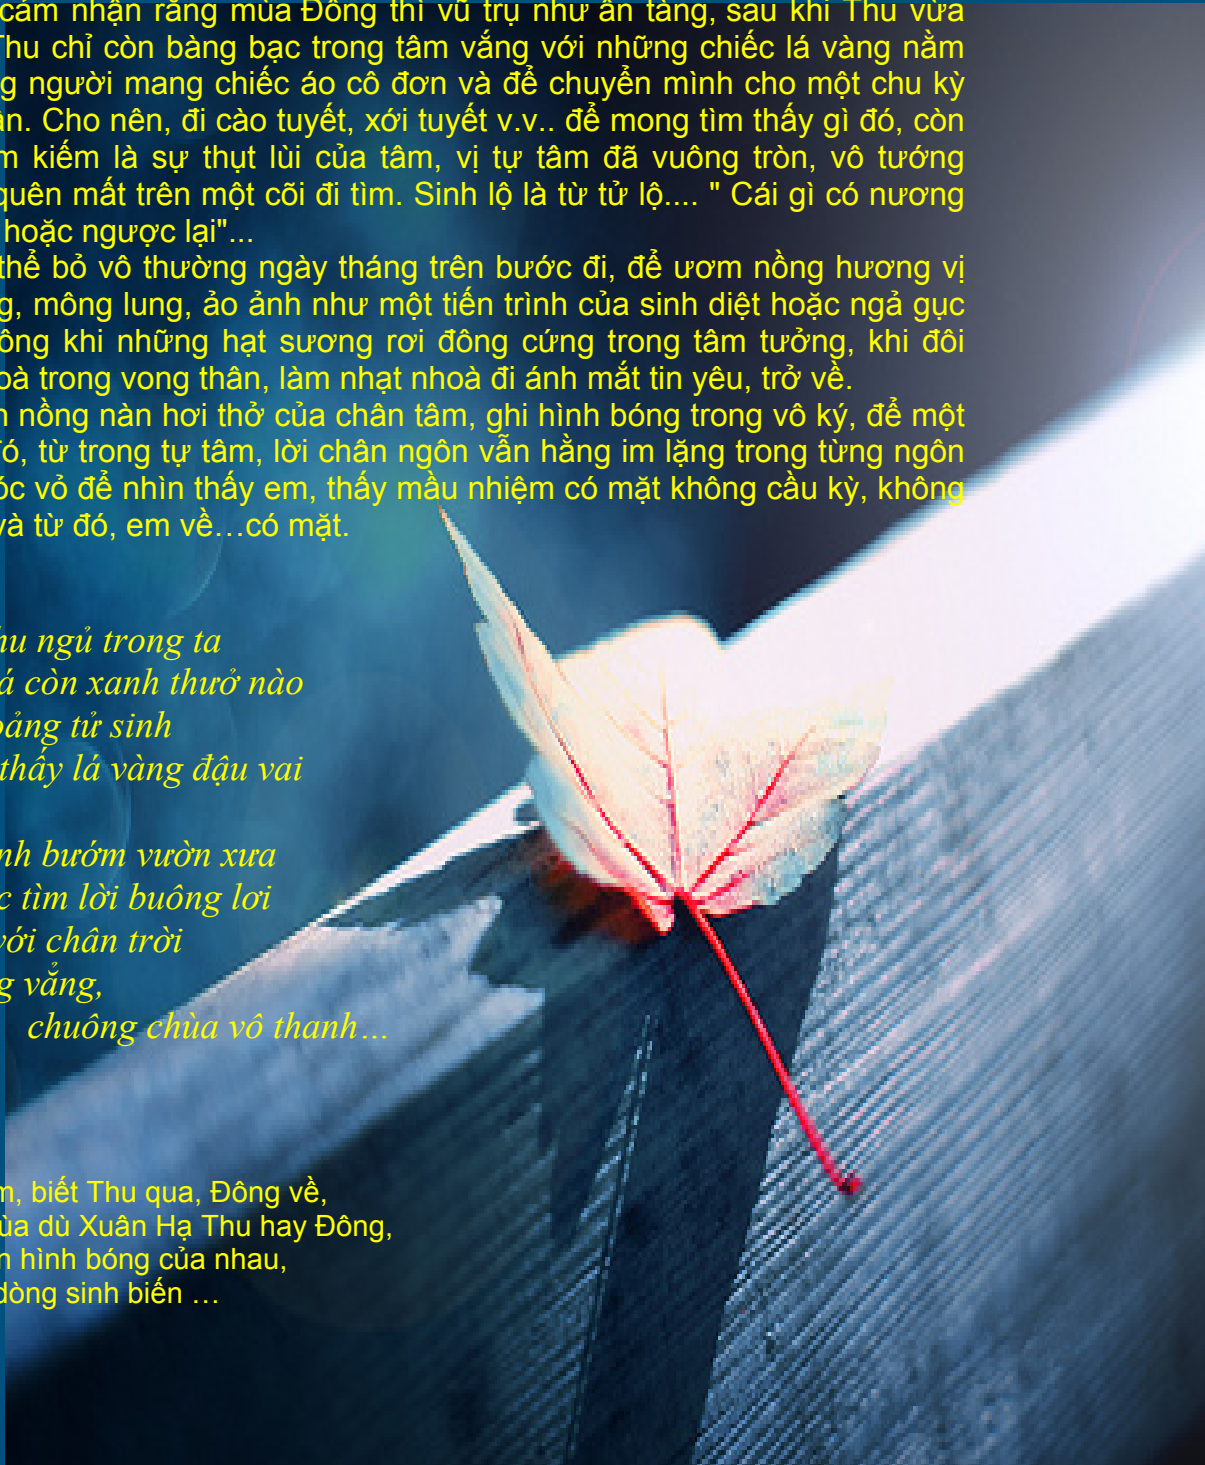 cảm nhận rằng mùa Đông thì vũ trụ như ẩn tàng, sau khi Thu vừa
Thu chỉ còn bàng bạc trong tâm vắng với những chiếc lá vàng nằm
g người mang chiếc áo cô đơn và để chuyển mình cho một chu kỳ
ân. Cho nên, đi cào tuyết, xới tuyết v.v.. để mong tìm thấy gì đó, còn
m kiếm là sự thụt lùi của tâm, vị tự tâm đã vuông tròn, vô tướng
quên mất trên một cõi đi tìm. Sinh lộ là từ tử lộ.... " Cái gì có nương
hoặc ngược lại"...
thể bỏ vô thường ngày tháng trên bước đi, để ươm nồng hương vị
g, mông lung, ảo ảnh như một tiến trình của sinh diệt hoặc ngả gục
ông khi những hạt sương rơi đông cứng trong tâm tưởng, khi đôi
oà trong vong thân, làm nhạt nhoà đi ánh mắt tin yêu, trở về.
n nồng nàn hơi thở của chân tâm, ghi hình bóng trong vô ký, để một
đó, từ trong tự tâm, lời chân ngôn vẫn hằng im lặng trong từng ngôn
óc vỏ để nhìn thấy em, thấy mầu nhiệm có mặt không cầu kỳ, không
và từ đó, em về…có mặt.
hu ngủ trong ta
á còn xanh thưở nào
oảng tử sinh
thấy lá vàng đậu vai
nh bướm vườn xưa
c tìm lời buông lơi
với chân trời
g vắng,
chuông chùa vô thanh…
m, biết Thu qua, Đông về,
ùa dù Xuân Hạ Thu hay Đông,
n hình bóng của nhau,
dòng sinh biến …